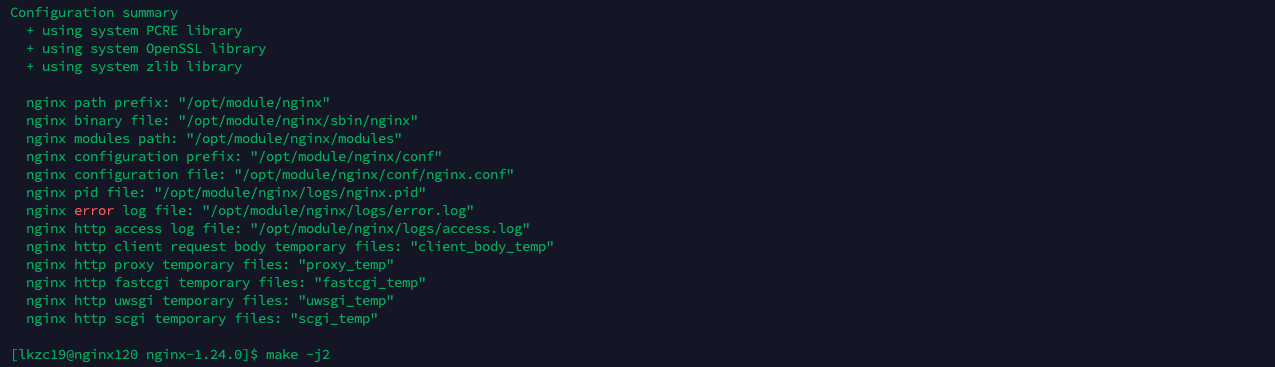 Configuration summary
  + using system PCRE library
  + using system OpenSSL library
  + using system zlib library
  nginx path prefix: "/opt/module/nginx"
  nginx binary file: "/opt/module/nginx/sbin/nginx"
  nginx modules path: "/opt/module/nginx/modules"
  nginx configuration prefix: "/opt/module/nginx/conf"
  nginx configuration file: "/opt/module/nginx/conf/nginx.conf"
  nginx pid file: "/opt/module/nginx/logs/nginx.pid"
  nginx error log file: "/opt/module/nginx/logs/error.log"
  nginx http access log file: "/opt/module/nginx/logs/access.log"
  nginx http client request body temporary files: "client_body_temp"
  nginx http proxy temporary files: "proxy_temp"
  nginx http fastcgi temporary files: "fastcgi_temp"
  nginx http uwsgi temporary files: "uwsgi_temp"
  nginx http scgi temporary files: "scgi_temp"
[lkzc19@nginx120 nginx-1.24.0]$ make -j2